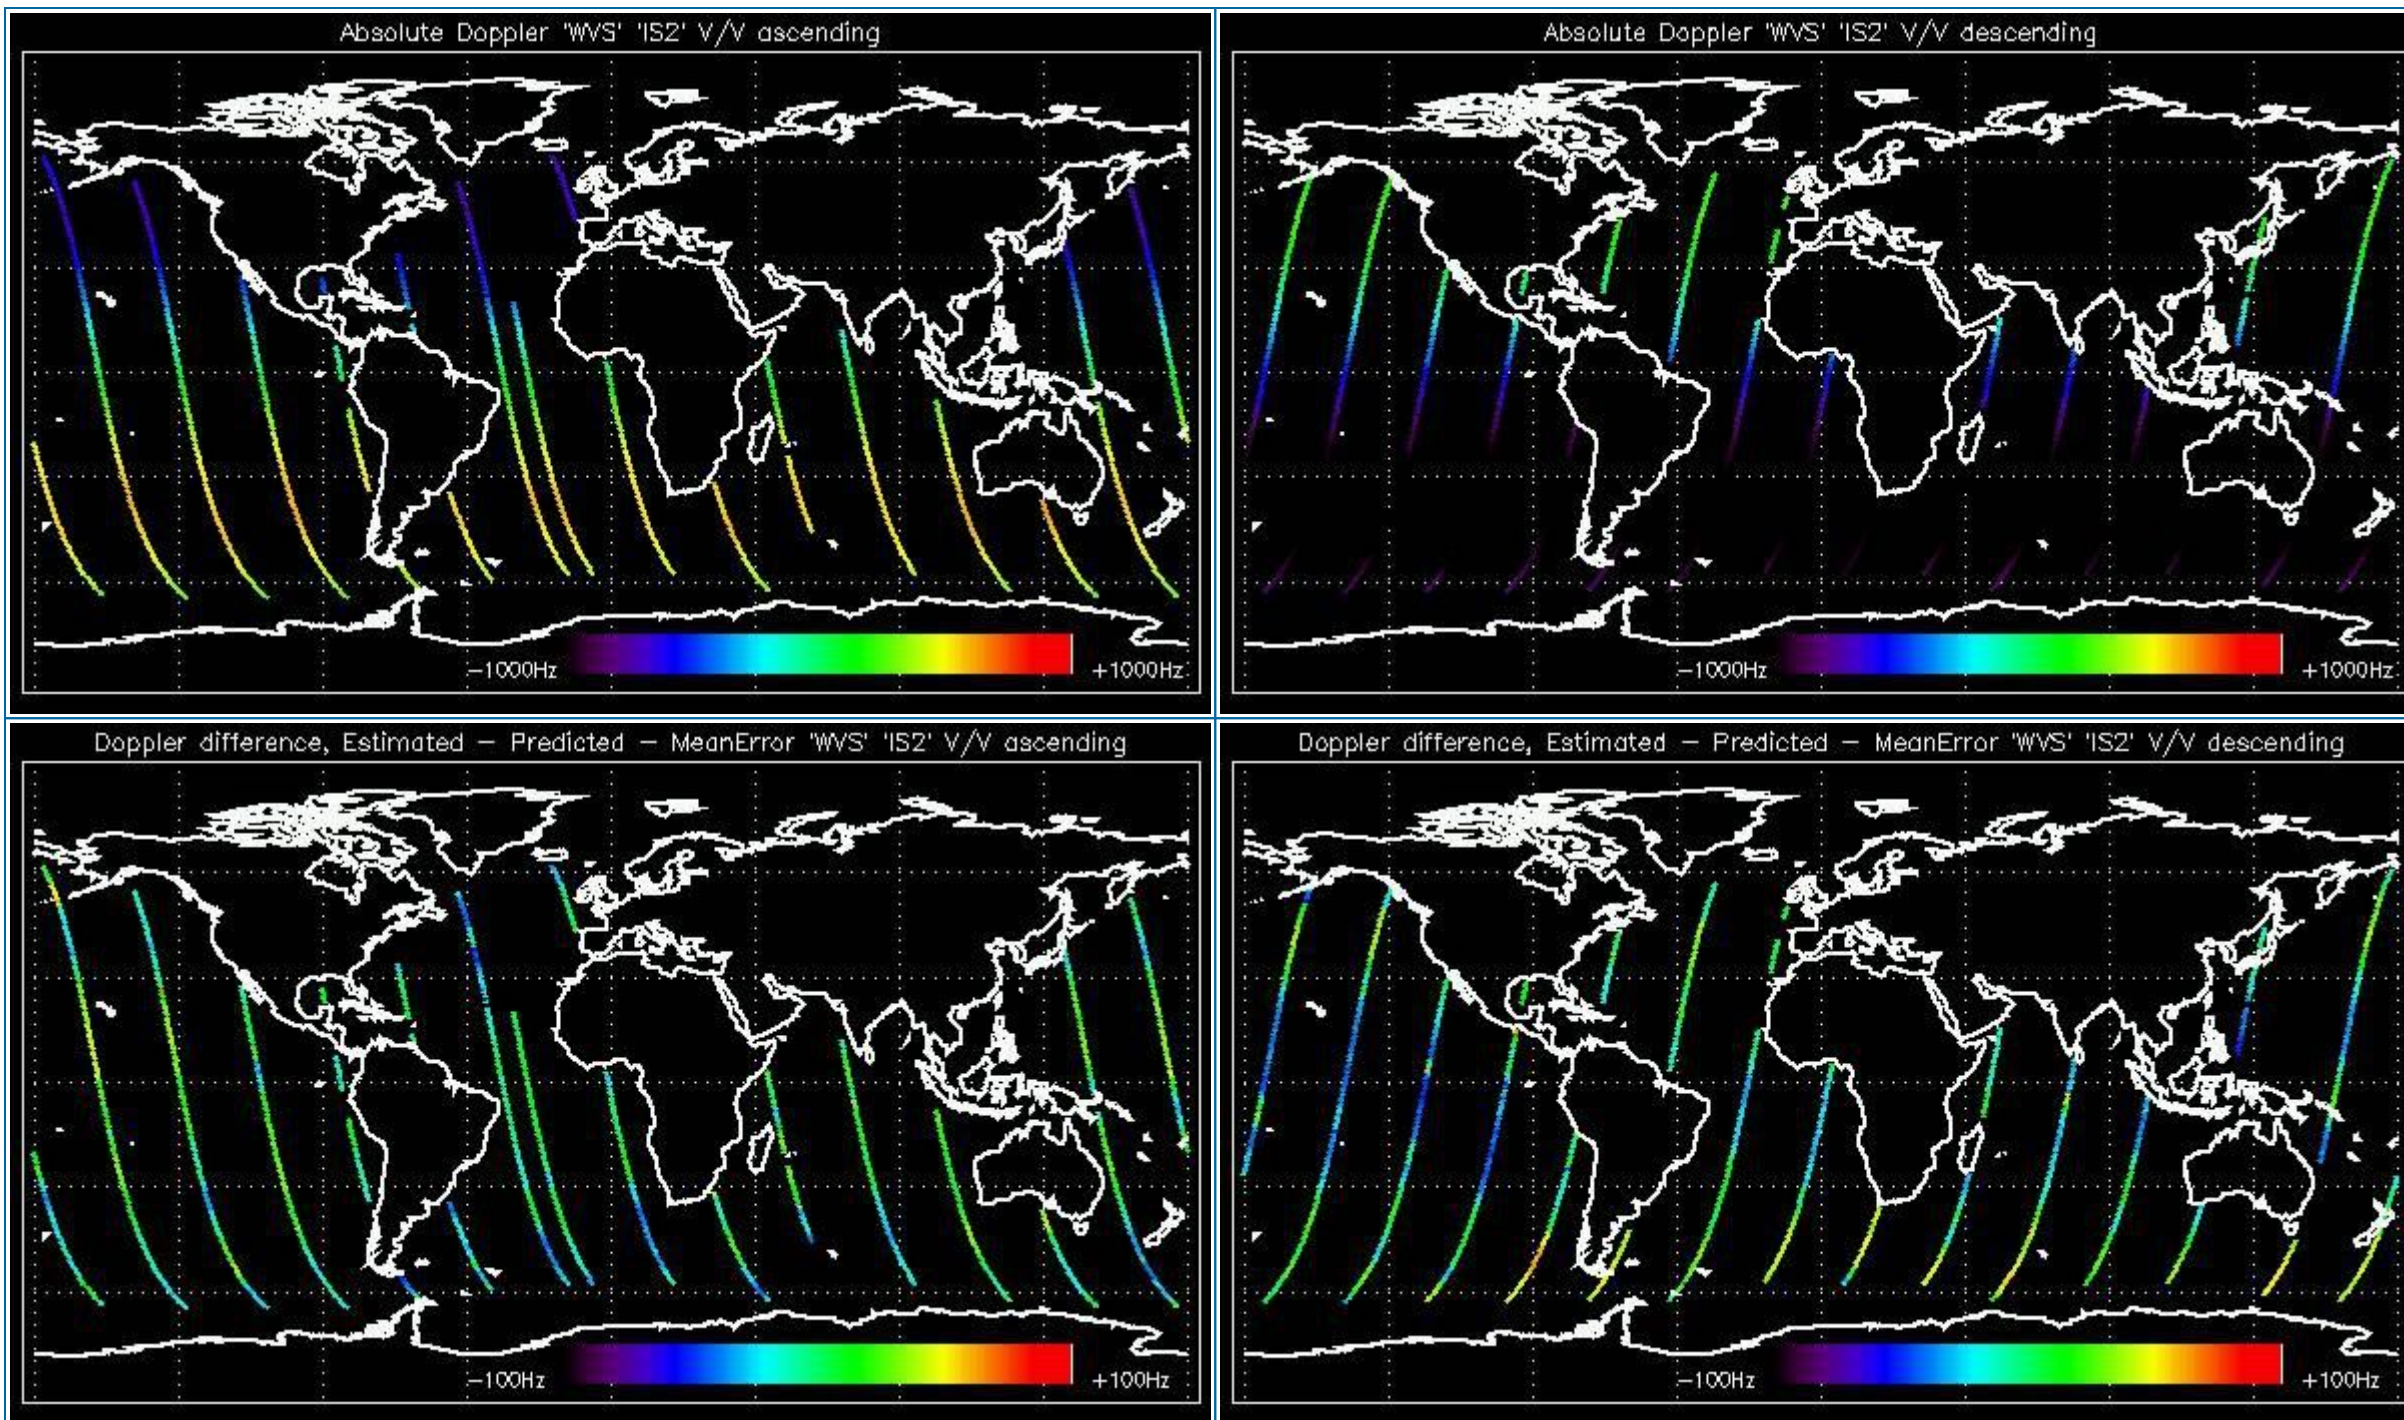 Absolute Doppler 'WVS' 'IS2' V/V ascending
-1000Hz +1000Hz
Absolute Doppler 'WVS' 'IS2' V/V descending
-1000Hz +1000Hz
Doppler difference, Estimated - Predicted - MeanError 'WVS' 'IS2' V/V ascending
-100Hz +100Hz
Doppler difference, Estimated - Predicted - MeanError 'WVS' 'IS2' V/V descending
-100Hz +100Hz